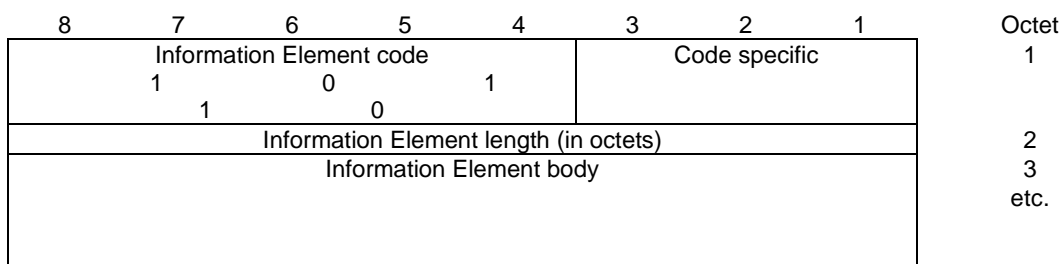 8 7 6 5 4 3 2 1 Octet
Information Element code Code specific 1
1 0 1
1 0
Information Element length (in octets) 2
Information Element body 3
etc.